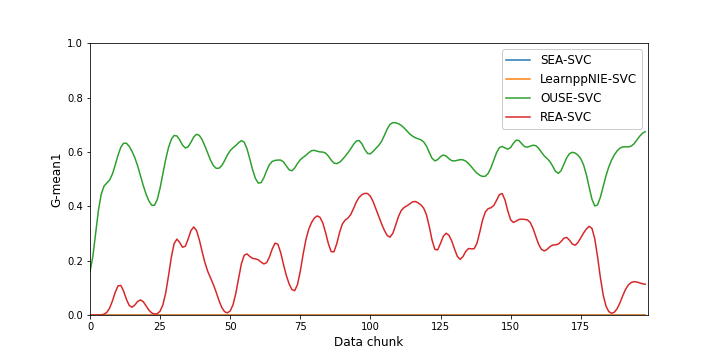 SEA-SVC
LearnppNIE-SVC
OUSE-SVC
REA-SVC
G-mean1
1.0
0.8
0.6
0.4
0.2
0.0
0 25 50 75 100 125 150 175
Data chunk